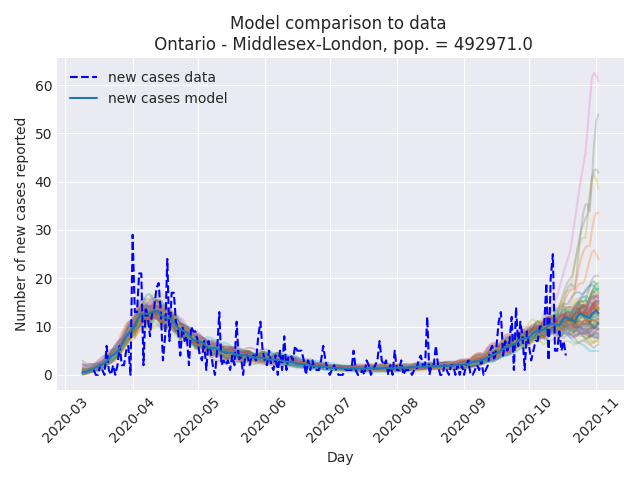 Model comparison to data
Ontario - Middlesex-London, pop. = 492971.0
new cases data
new cases model
Number of new cases reported
60
50
40
30
20
10
0
2020-03
2020-04
2020-05
2020-06
2020-07
2020-08
2020-09
2020-10
2020-11
Day